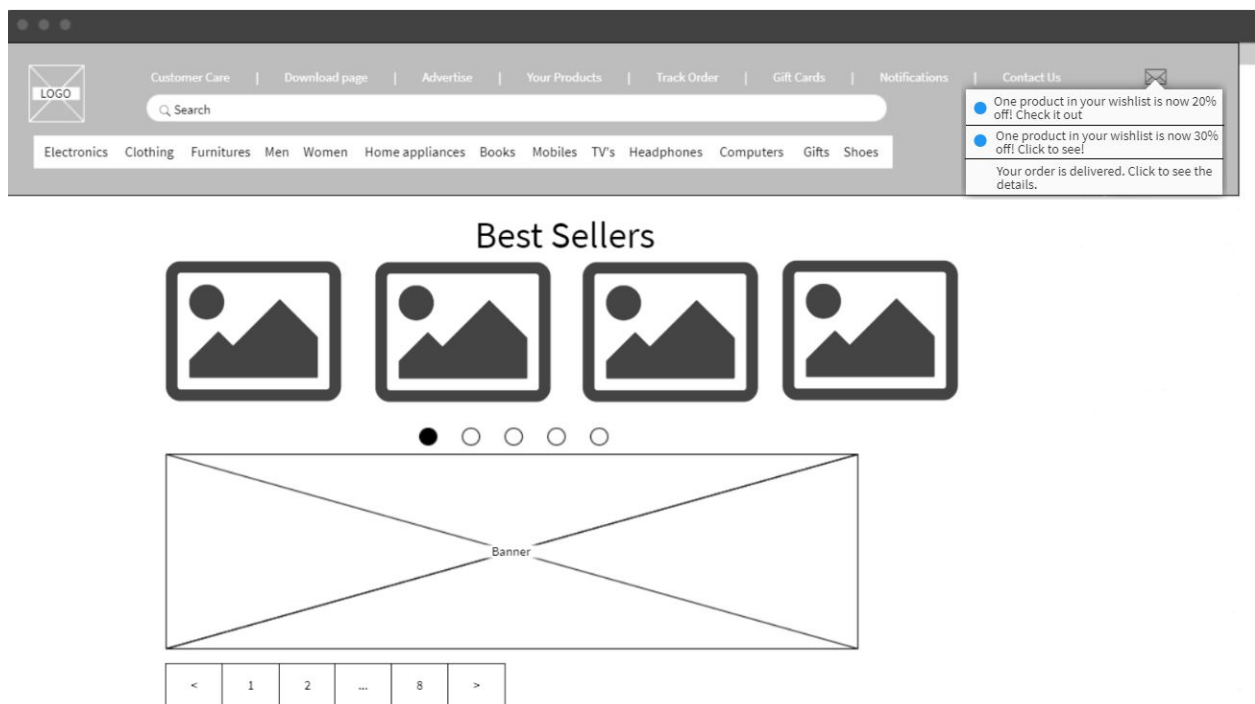 LOGO
Customer Care | Download page | Advertise | Your Products | Track Order | Gift Cards | Notifications | Contact Us
Search
Electronics Clothing Furnitures Men Women Home appliances Books Mobiles TV's Headphones Computers Gifts Shoes
One product in your wishlist is now 20%
off! Check it out
One product in your wishlist is now 30%
off! Click to see!
Your order is delivered. Click to see the
details.
Best Sellers
Banner
< 1 2 ... 8 >